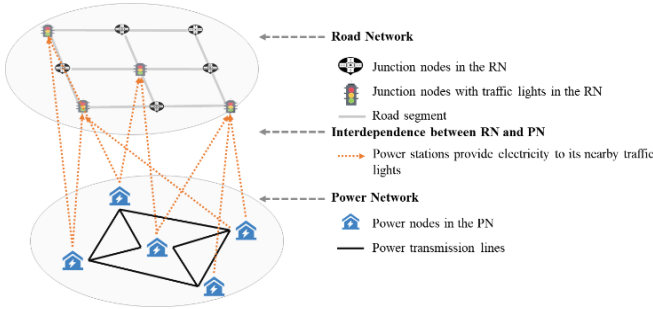 Road Network
Junction nodes in the RN
Junction nodes with traffic lights in the RN
Road segment
Interdependence between RN and PN
Power stations provide electricity to its nearby traffic
lights
Power Network
Power nodes in the PN
Power transmission lines